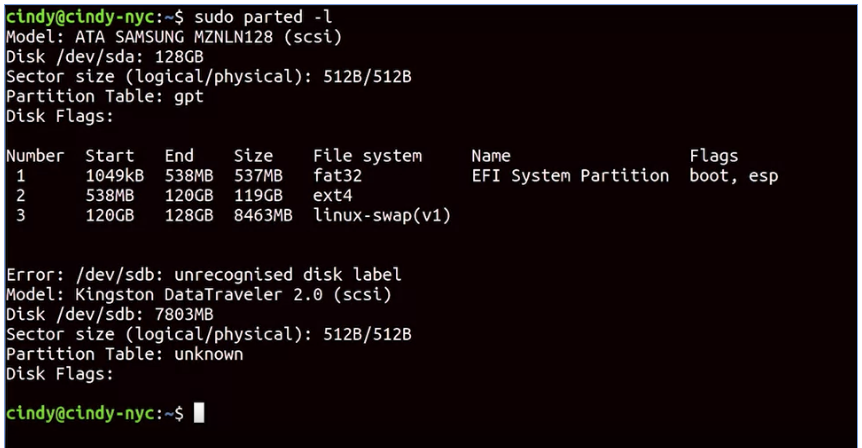 cindy@cindy-nyc:~$ sudo parted -l
Model: ATA SAMSUNG MZNLN128 (scsi)
Disk /dev/sda: 128GB
Sector size (logical/physical): 512B/512B
Partition Table: gpt
Disk Flags:
Number  Start   End    Size    File system     Name                  Flags
 1      1049kB  538MB  537MB   fat32           EFI System Partition  boot, esp
 2      538MB   120GB  119GB   ext4
 3      120GB   128GB  8463MB  linux-swap(v1)
Error: /dev/sdb: unrecognised disk label
Model: Kingston DataTraveler 2.0 (scsi)
Disk /dev/sdb: 7803MB
Sector size (logical/physical): 512B/512B
Partition Table: unknown
Disk Flags:
cindy@cindy-nyc:~$